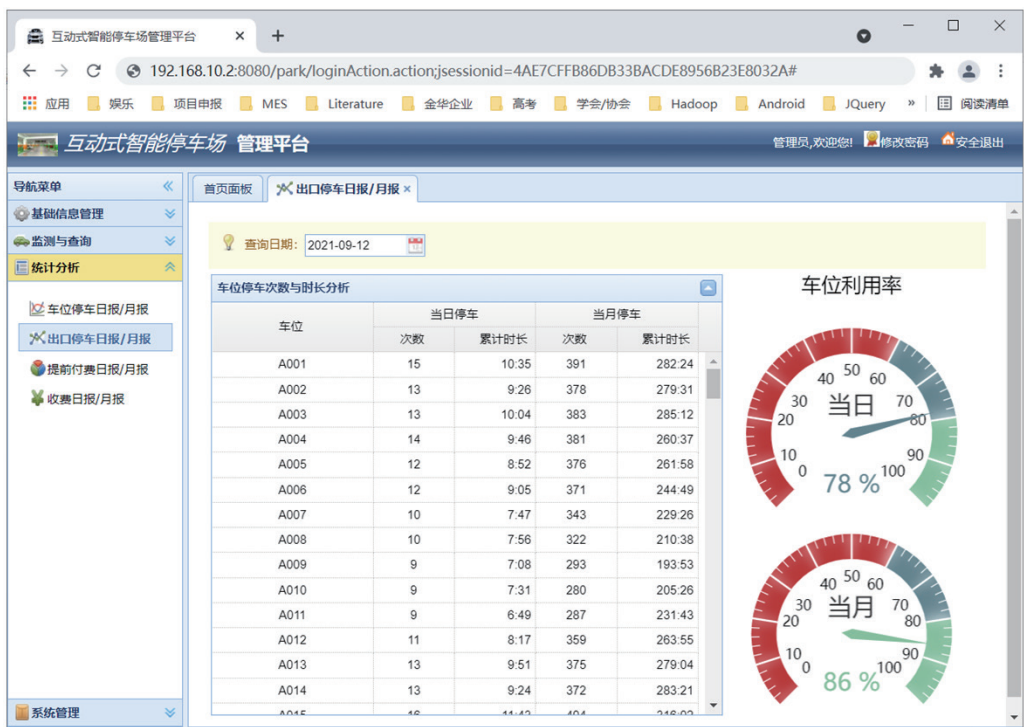 互动式智能停车场管理平台
192.168.10.2:8080/park/loginAction.action;jsessionid=4AE7CFFB86DB33BACDE8956B23E8032A#
应用 娱乐 项目申报 MES Literature 金华企业 高考 学会/协会 Hadoop Android JQuery » 阅读清单
互动式智能停车场 管理平台 管理员,欢迎您! 修改密码 安全退出
导航菜单
基础信息管理
监测与查询
统计分析
车位停车日报/月报
出口停车日报/月报
提前付费日报/月报
收费日报/月报
系统管理
首页面板 出口停车日报/月报
查询日期: 2021-09-12
车位停车次数与时长分析
车位 当日停车 当月停车
次数 累计时长 次数 累计时长
A001 15 10:35 391 282:24
A002 13 9:26 378 279:31
A003 13 10:04 383 285:12
A004 14 9:46 381 260:37
A005 12 8:52 376 261:58
A006 12 9:05 371 244:49
A007 10 7:47 343 229:26
A008 10 7:56 322 210:38
A009 9 7:08 293 193:53
A010 9 7:31 280 205:26
A011 9 6:49 287 231:43
A012 11 8:17 359 263:55
A013 13 9:51 375 279:04
A014 13 9:24 372 283:21
车位利用率
0 10 20 30 40 50 60 70 80 90 100
当日
78 %
0 10 20 30 40 50 60 70 80 90 100
当月
86 %